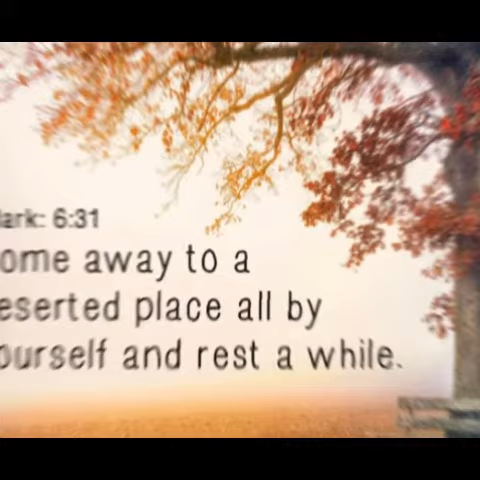 ark: 6:31
ome away to a
eserted place all by
ourself and rest a while.